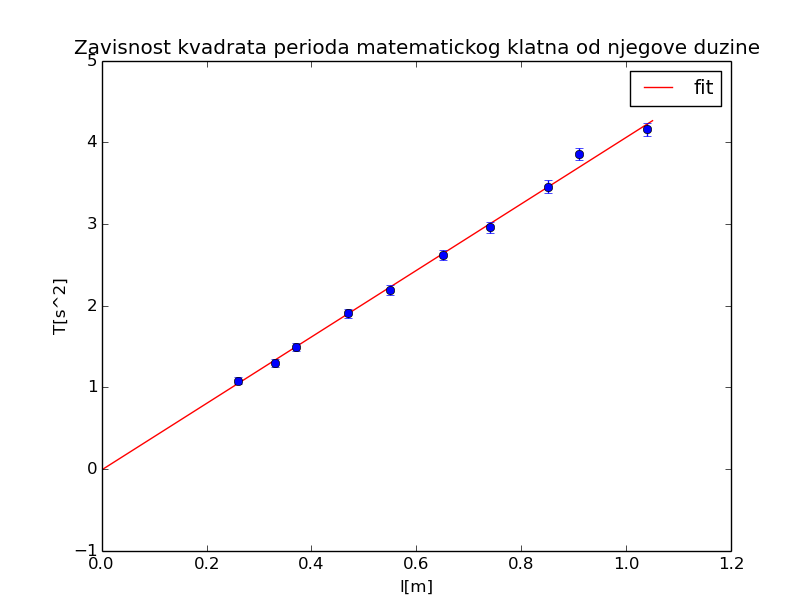 Zavisnost kvadrata perioda matematickog klatna od njegove duzine
fit
T[s^2]
5
4
3
2
1
0
−1
0.0 0.2 0.4 0.6 0.8 1.0 1.2
l[m]